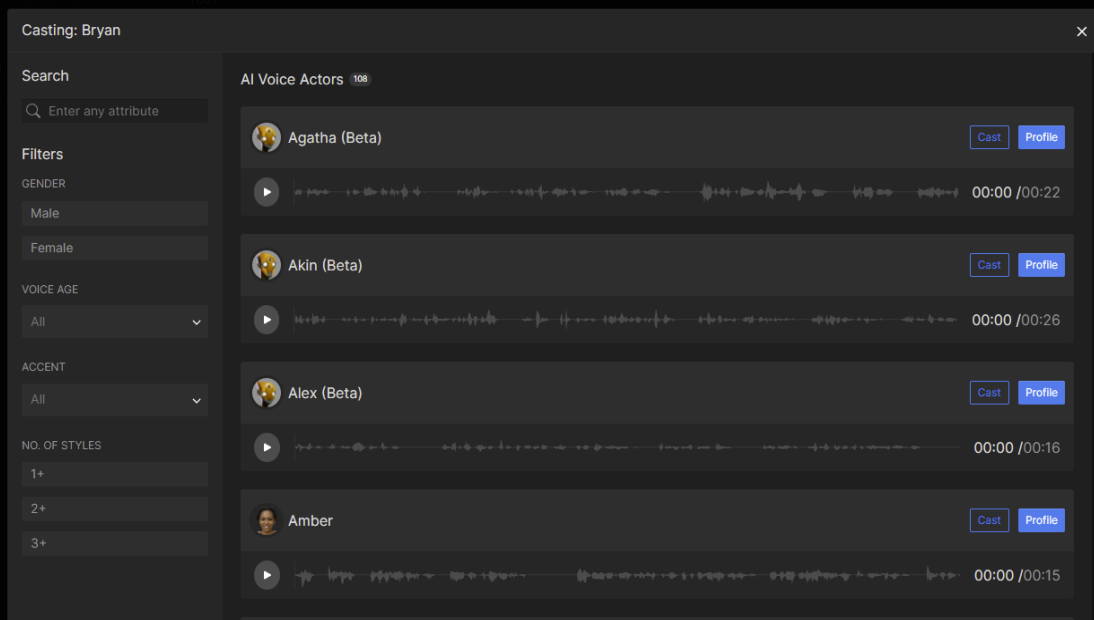 Casting: Bryan
Search
Enter any attribute
Filters
GENDER
Male
Female
VOICE AGE
All
ACCENT
All
NO. OF STYLES
1+
2+
3+
AI Voice Actors 108
Agatha (Beta) Cast Profile
00:00 /00:22
Akin (Beta) Cast Profile
00:00 /00:26
Alex (Beta) Cast Profile
00:00 /00:16
Amber Cast Profile
00:00 /00:15